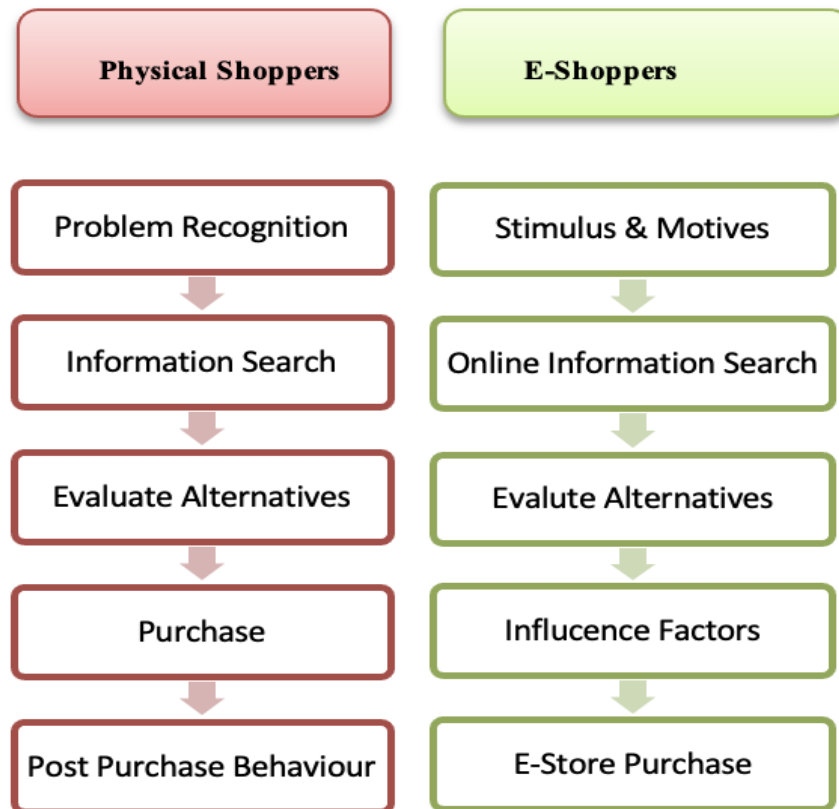 Physical Shoppers
E-Shoppers
Problem Recognition
Stimulus & Motives
Information Search
Online Information Search
Evaluate Alternatives
Evalute Alternatives
Purchase
Influcence Factors
Post Purchase Behaviour
E-Store Purchase